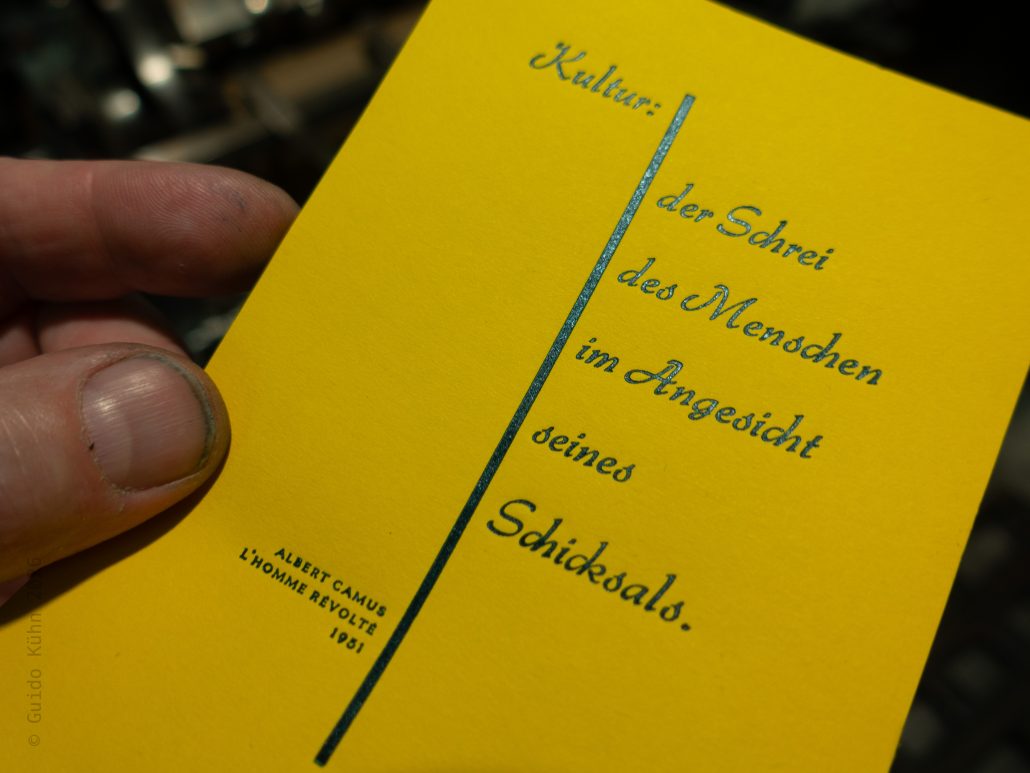 Kultur:
der Schrei
des Menschen
im Angesicht
seines
Schicksals.
ALBERT CAMUS
L'HOMME RÉVOLTÉ
1951
© Guido Kühn